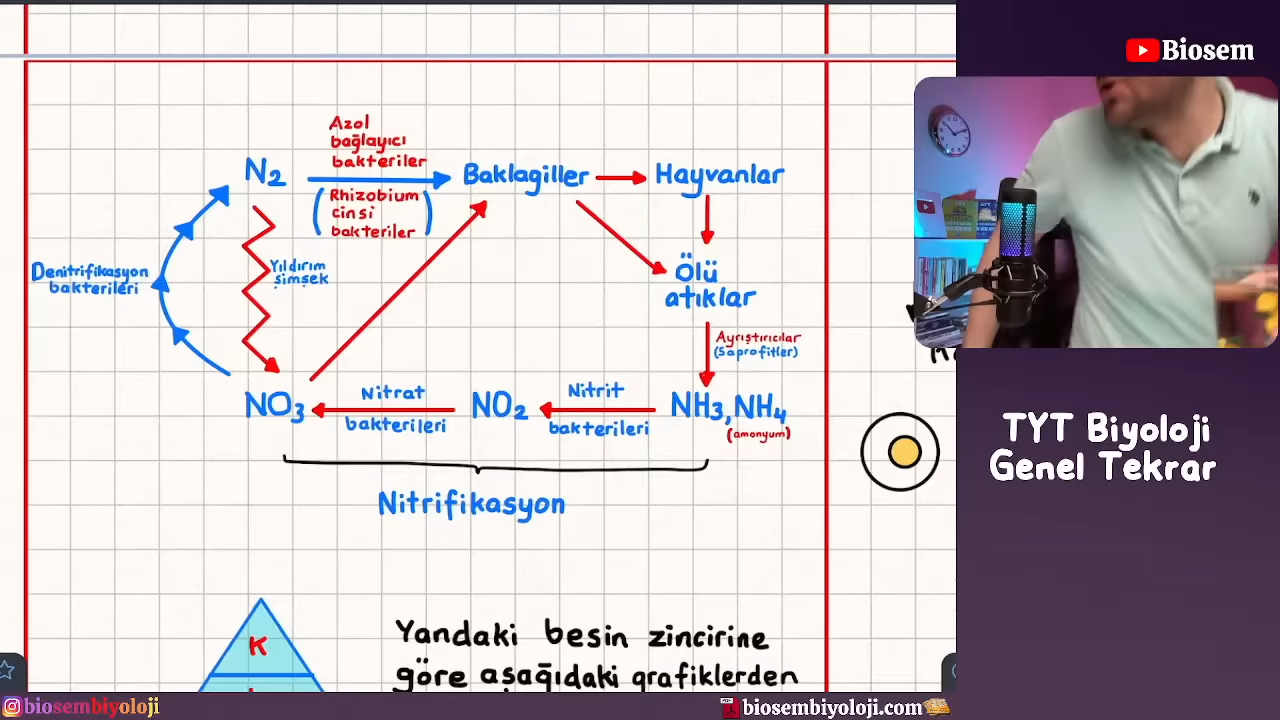 Biosem
Azol
bağlayıcı
bakteriler
N2
Baklagiller
Hayvanlar
Rhizobium
cinsi
bakteriler
Denitrifikasyon
bakterileri
Yıldırım
şimşek
Ölü
atıklar
Ayrıştırıcılar
(Saprofitler)
Nitrat
bakterileri
Nitrit
bakterileri
NO3
NO2
NH3,NH4
(amonyum)
Nitrifikasyon
TYT Biyoloji
Genel Tekrar
K
Yandaki besin zincirine
göre aşağıdaki grafiklerden
biosembiyoloji
biosembiyoloji.com